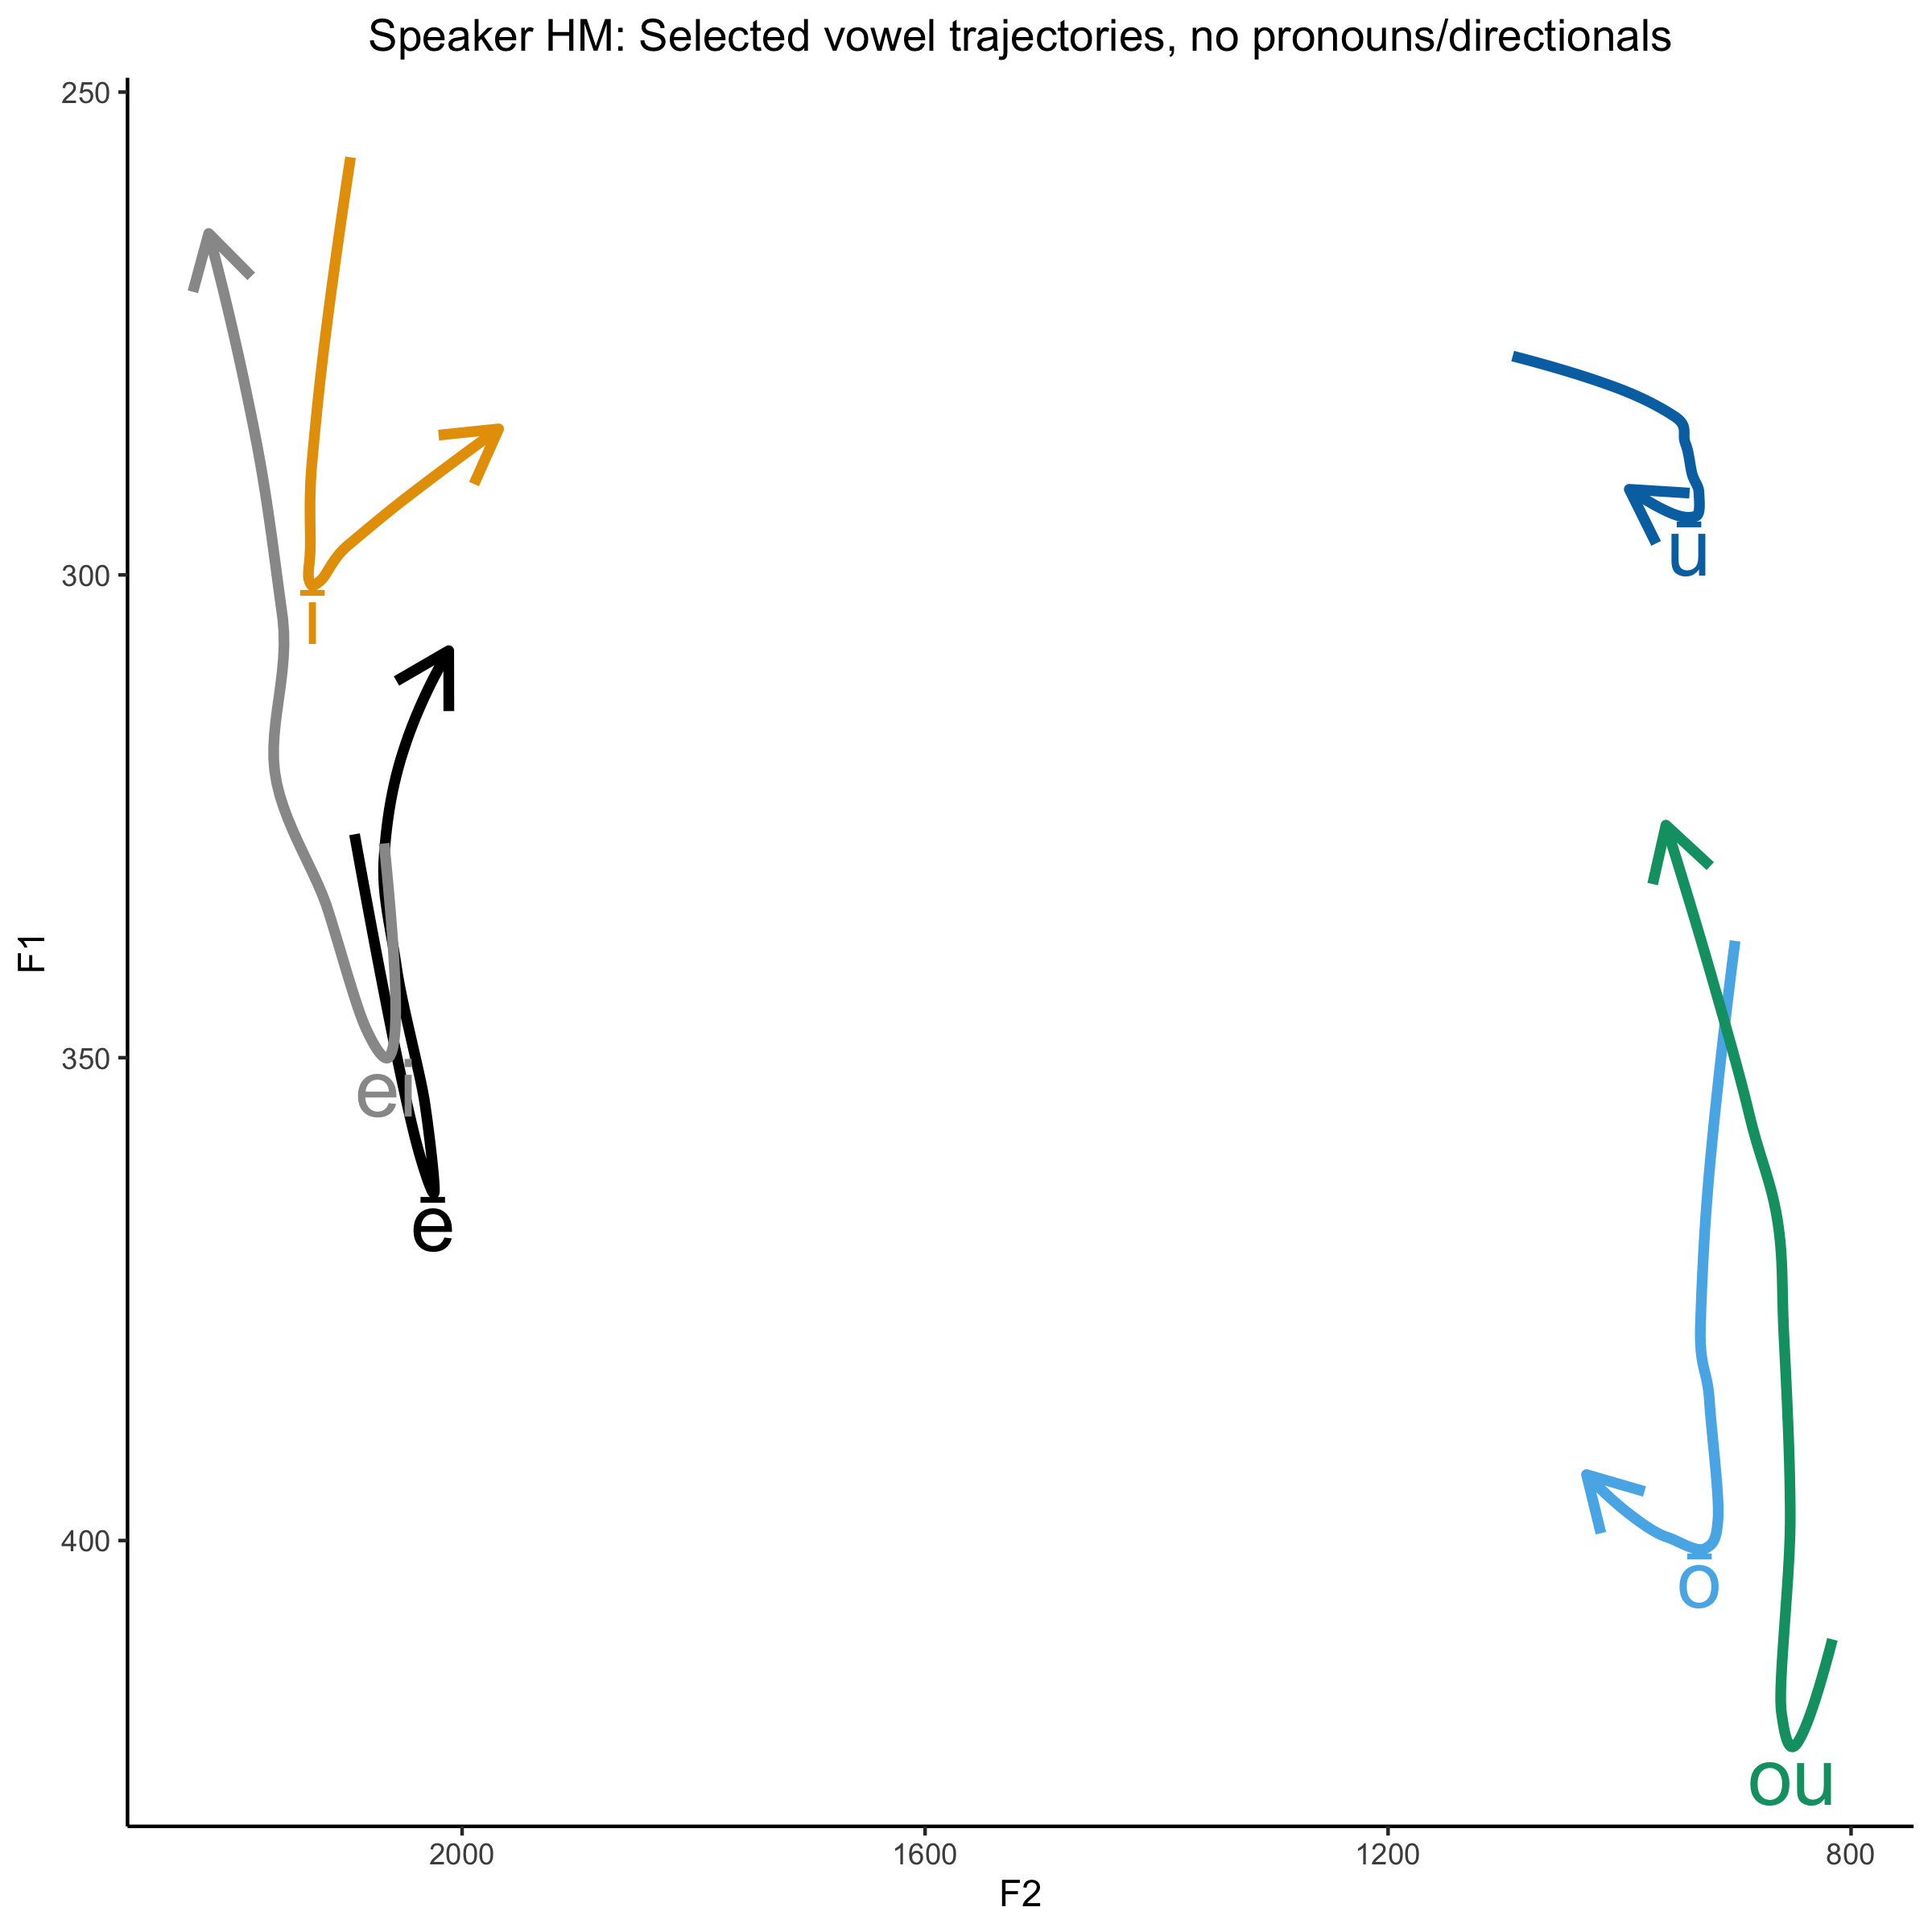 Speaker HM: Selected vowel trajectories, no pronouns/directionals
250
300
350
400
F1
ī
ū
ei
ē
ō
ou
2000
1600
1200
800
F2